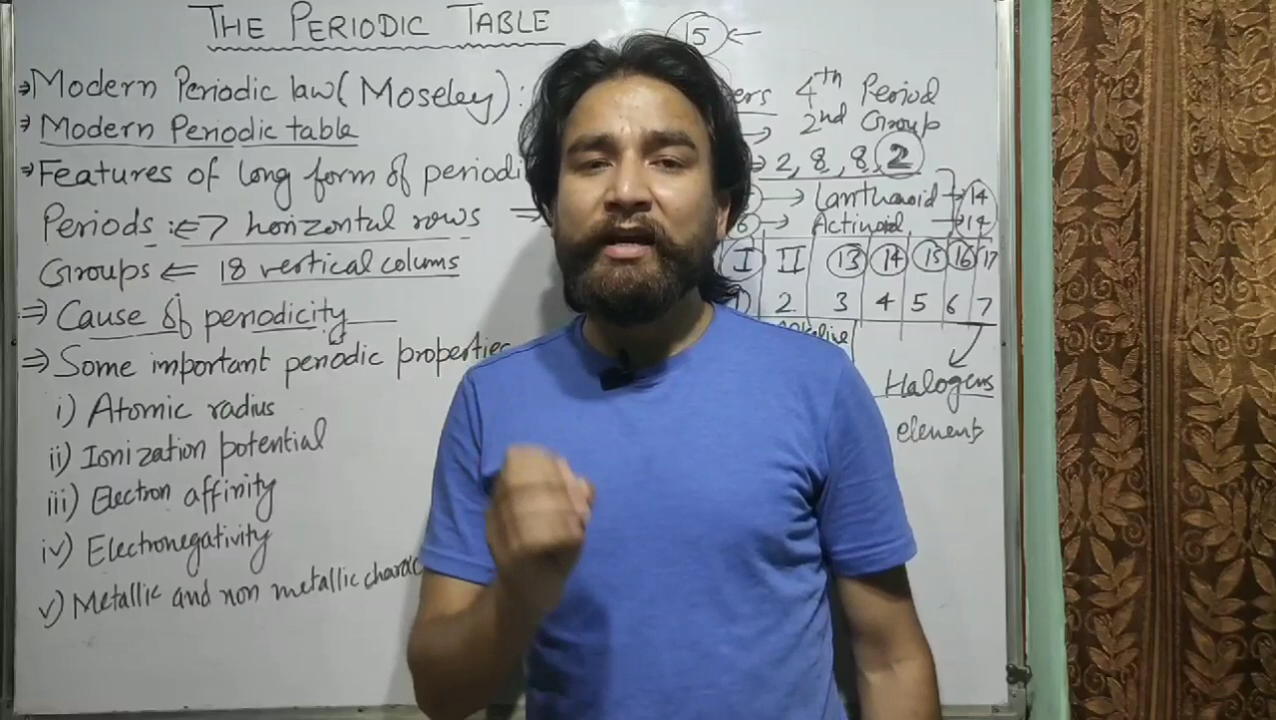 THE PERIODIC TABLE
15 ←
⇒ Modern Periodic law (Moseley) :
⇒ Modern Periodic table
⇒ Features of long form of periodi
Periods :⇐ 7 horizontal rows ⇒
Groups ⇐ 18 vertical colums
⇒ Cause of periodicity
⇒ Some important periodic properties
i) Atomic radius
ii) Ionization potential
iii) Electron affinity
iv) Electronegativity
v) Metallic and non metallic charac
ers 4th Period
→ 2nd Group
→ 2, 8, 8, 2
→ Lanthanoid → 14
→ Actinoid → 14
I II 13 14 15 16 17
1 2 3 4 5 6 7
Halogens
element